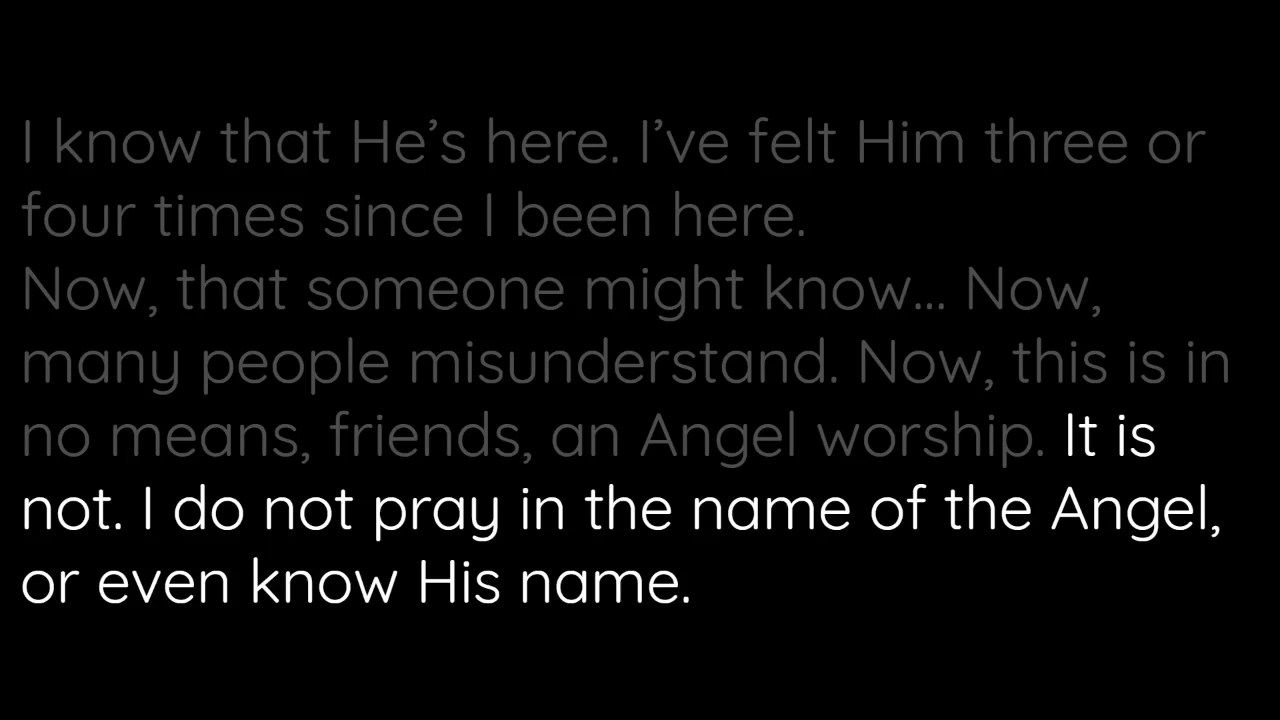 I know that He’s here. I’ve felt Him three or
four times since I been here.
Now, that someone might know... Now,
many people misunderstand. Now, this is in
no means, friends, an Angel worship. It is
not. I do not pray in the name of the Angel,
or even know His name.